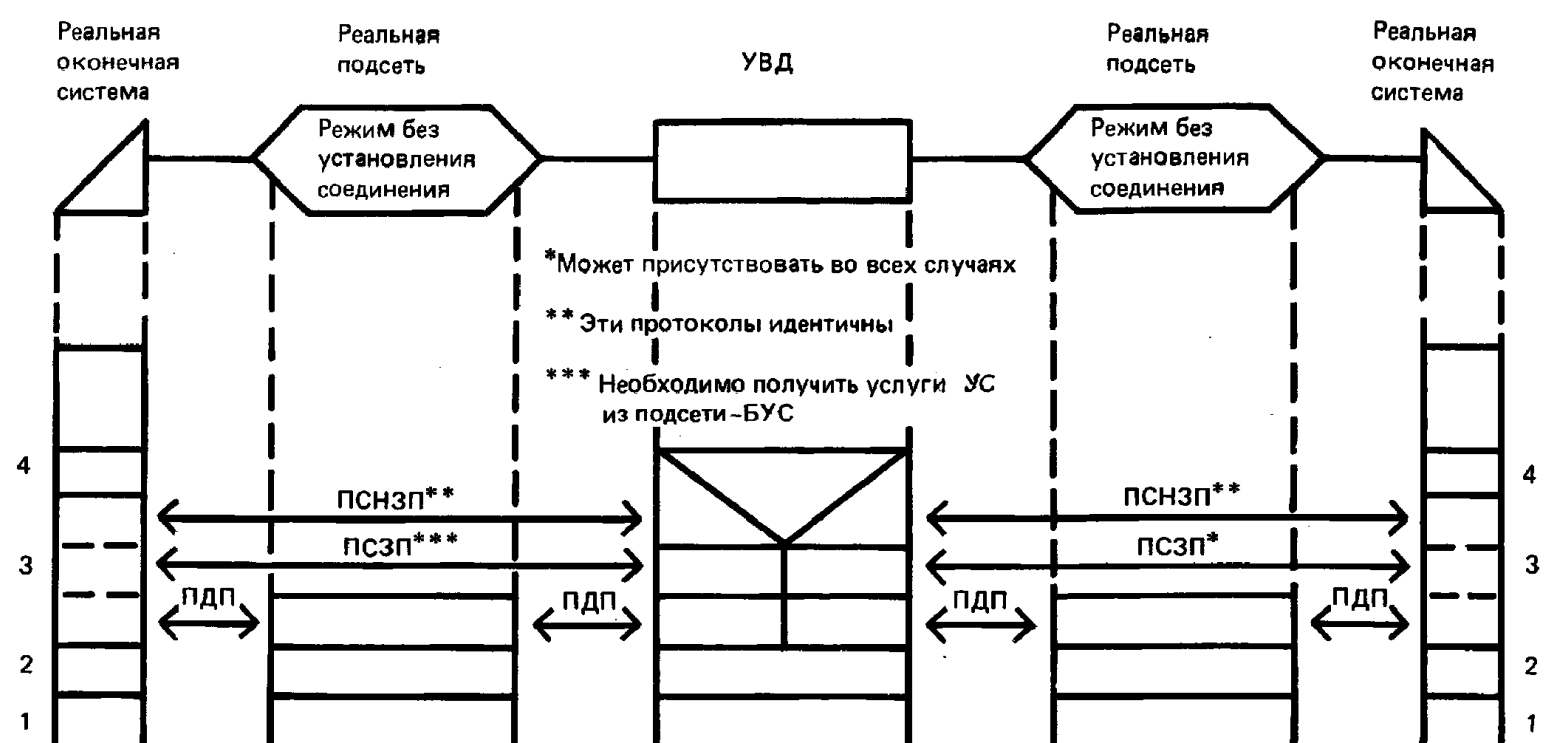 Реальная
оконечная
система
Реальная
подсеть
УВД
Реальная
подсеть
Реальная
оконечная
система
Режим без
установления
соединения
Режим без
установления
соединения
*Может присутствовать во всех случаях
** Эти протоколы идентичны
*** Необходимо получить услуги УС
из подсети-БУС
4
4
ПСНЗП**
ПСНЗП**
ПСЗП***
ПСЗП*
3
3
ПДП
ПДП
ПДП
ПДП
2
2
1
1